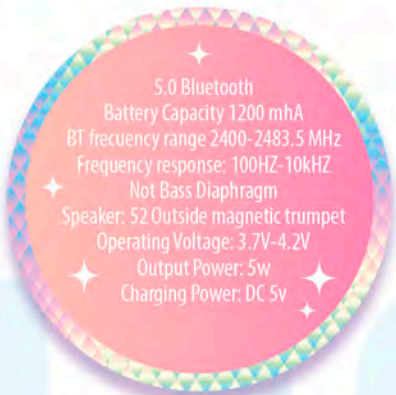 5.0 Bluetooth
Battery Capacity 1200 mhA
BT frecuency range 2400-2483.5 MHz
Frequency response: 100HZ-10kHZ
Not Bass Diaphragm
Speaker: 52 Outside magnetic trumpet
Operating Voltage: 3.7V-4.2V
Output Power: 5w
Charging Power: DC 5v